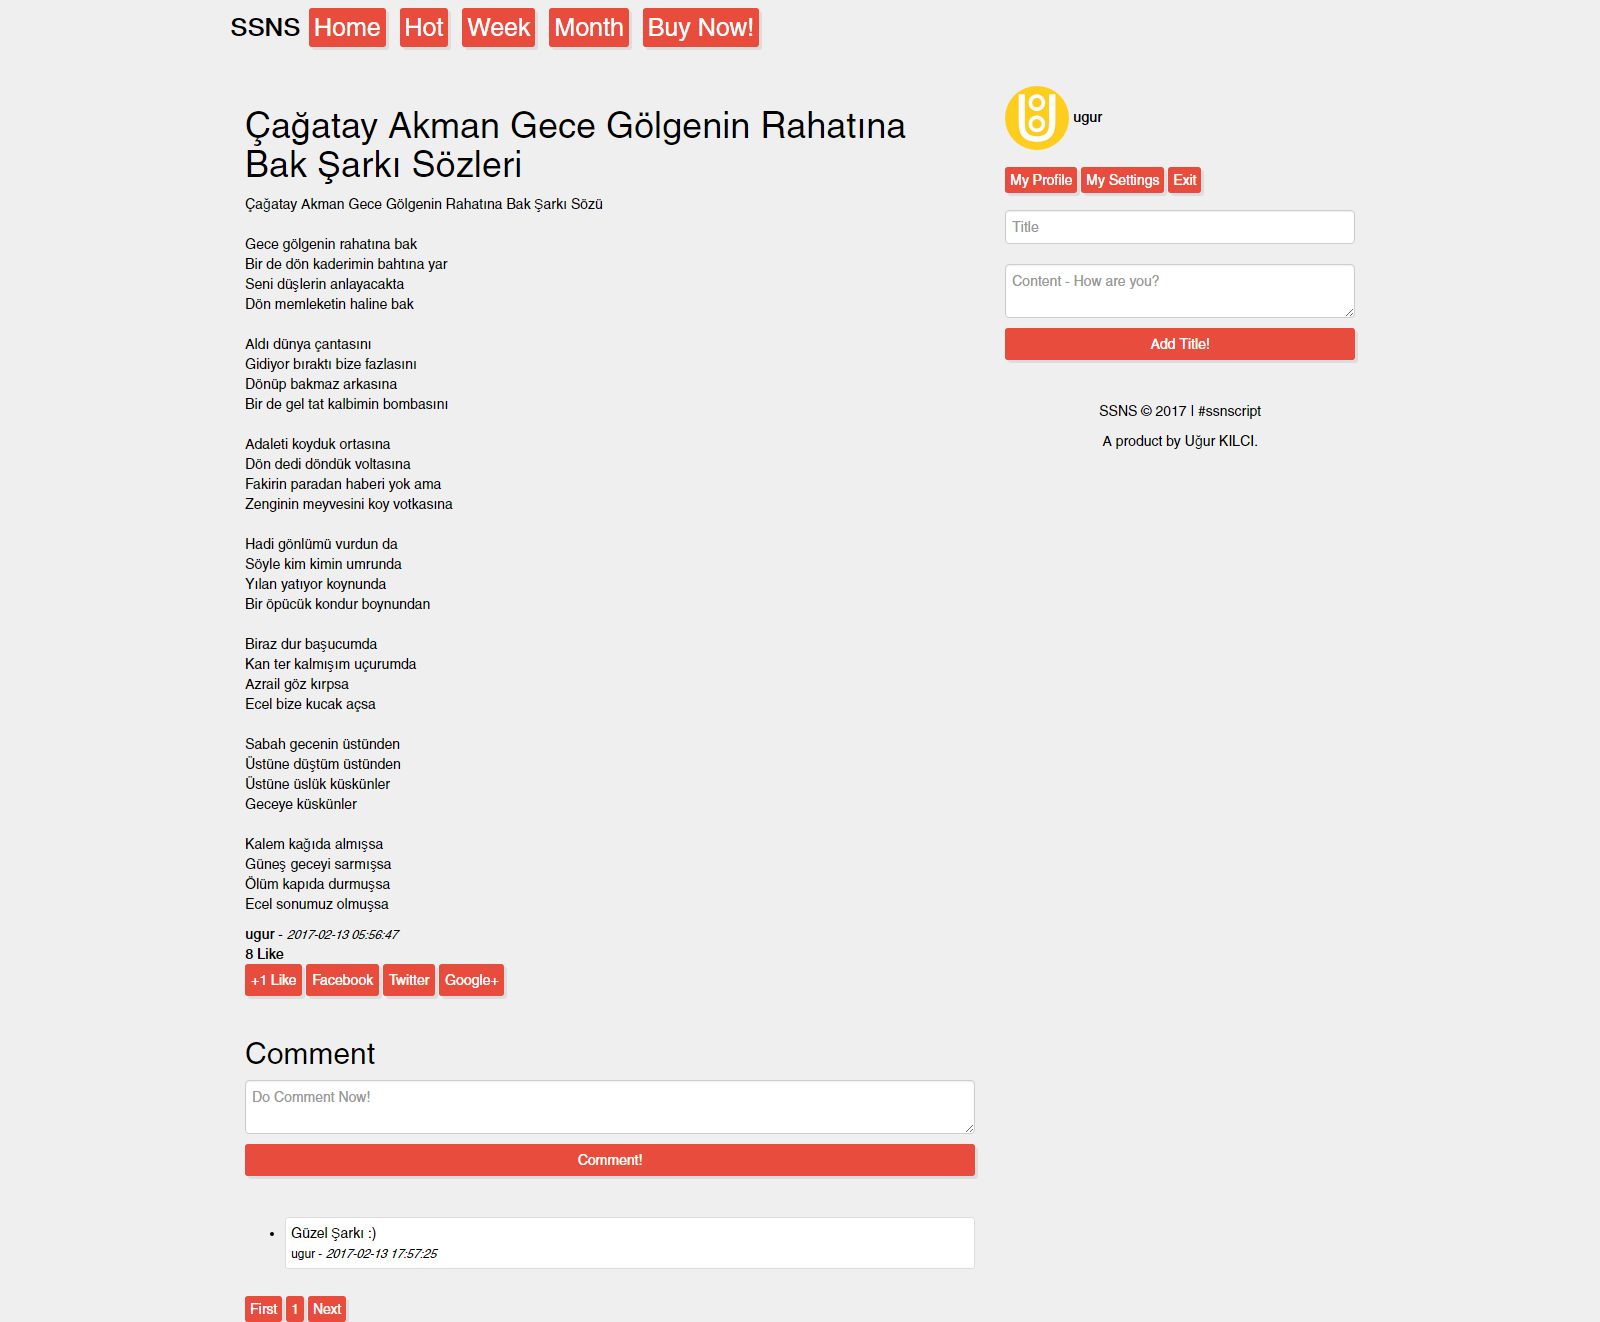 SSNS Home Hot Week Month Buy Now!
Çağatay Akman Gece Gölgenin Rahatına
Bak Şarkı Sözleri
Çağatay Akman Gece Gölgenin Rahatına Bak Şarkı Sözü
Gece gölgenin rahatına bak
Bir de dön kaderimin bahtına yar
Seni düşlerin anlayacakta
Dön memleketin haline bak
Aldı dünya çantasını
Gidiyor bıraktı bize fazlasını
Dönüp bakmaz arkasına
Bir de gel tat kalbimin bombasını
Adaleti koyduk ortasına
Dön dedi döndük voltasına
Fakirin paradan haberi yok ama
Zenginin meyvesini koy votkasına
Hadi gönlümü vurdun da
Söyle kim kimin umrunda
Yılan yatıyor koynunda
Bir öpücük kondur boynundan
Biraz dur başucumda
Kan ter kalmışım uçurumda
Azrail göz kırpsa
Ecel bize kucak açsa
Sabah gecenin üstünden
Üstüne düştüm üstünden
Üstüne üslük küskünler
Geceye küskünler
Kalem kağıda almışsa
Güneş geceyi sarmışsa
Ölüm kapıda durmuşsa
Ecel sonumuz olmuşsa
ugur - 2017-02-13 05:56:47
8 Like
+1 Like Facebook Twitter Google+
Comment
Do Comment Now!
Comment!
Güzel Şarkı :)
ugur - 2017-02-13 17:57:25
First 1 Next
ugur
My Profile My Settings Exit
Title
Content - How are you?
Add Title!
SSNS © 2017 | #ssnscript
A product by Uğur KILCI.